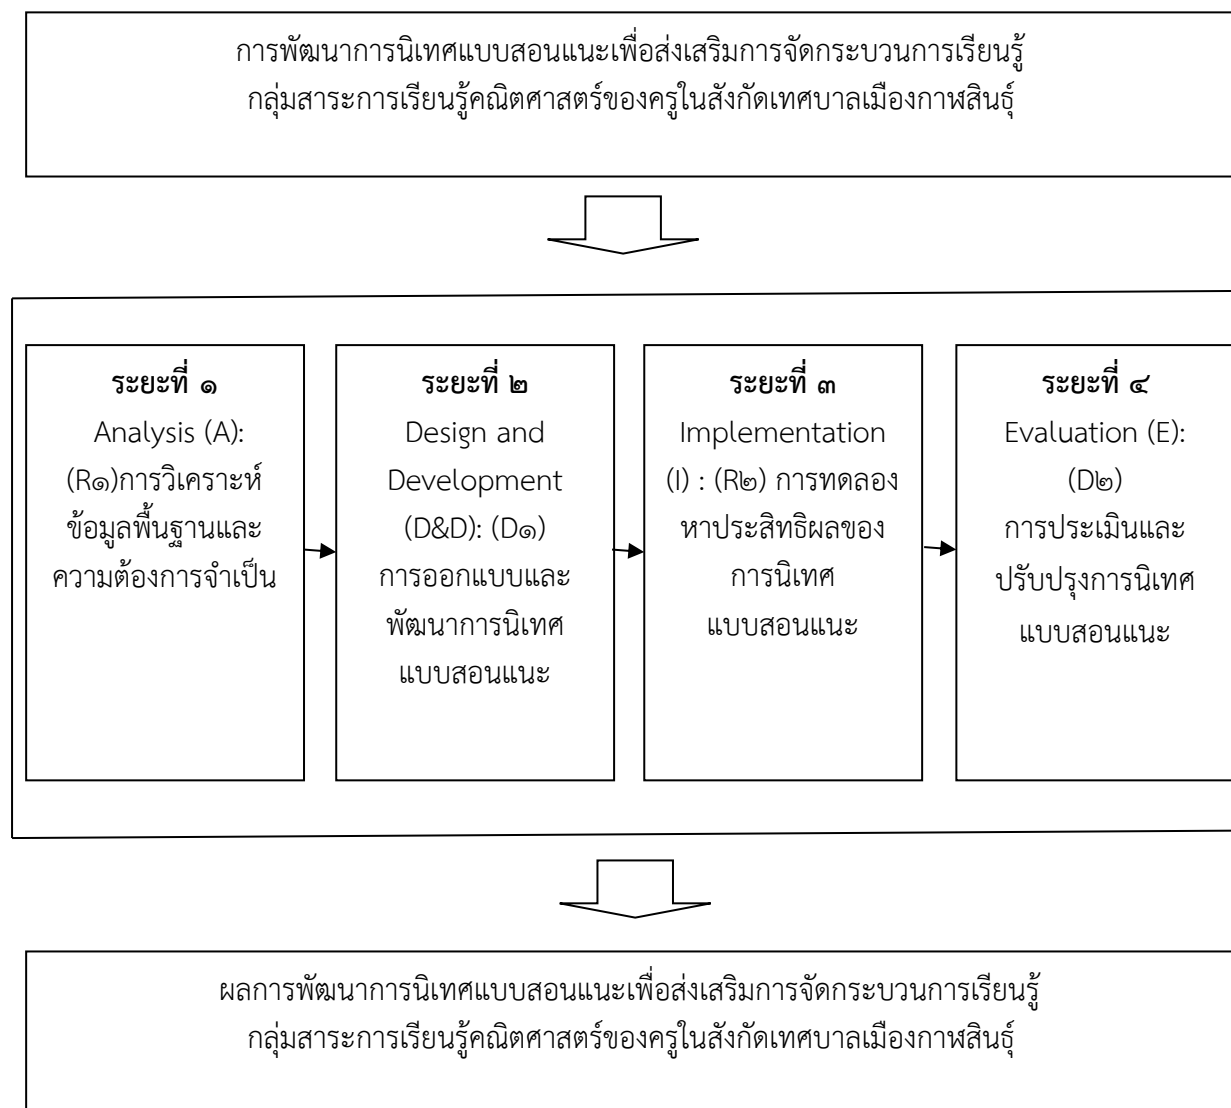 การพัฒนาการนิเทศแบบสอนแนะเพื่อส่งเสริมการจัดกระบวนการเรียนรู้
กลุ่มสาระการเรียนรู้คณิตศาสตร์ของครูในสังกัดเทศบาลเมืองกาฬสินธุ์
ระยะที่ ๑
Analysis (A):
(R๑)การวิเคราะห์
ข้อมูลพื้นฐานและ
ความต้องการจำเป็น
ระยะที่ ๒
Design and
Development
(D&D): (D๑)
การออกแบบและ
พัฒนาการนิเทศ
แบบสอนแนะ
ระยะที่ ๓
Implementation
(I) : (R๒) การทดลอง
หาประสิทธิผลของ
การนิเทศ
แบบสอนแนะ
ระยะที่ ๔
Evaluation (E):
(D๒)
การประเมินและ
ปรับปรุงการนิเทศ
แบบสอนแนะ
ผลการพัฒนาการนิเทศแบบสอนแนะเพื่อส่งเสริมการจัดกระบวนการเรียนรู้
กลุ่มสาระการเรียนรู้คณิตศาสตร์ของครูในสังกัดเทศบาลเมืองกาฬสินธุ์